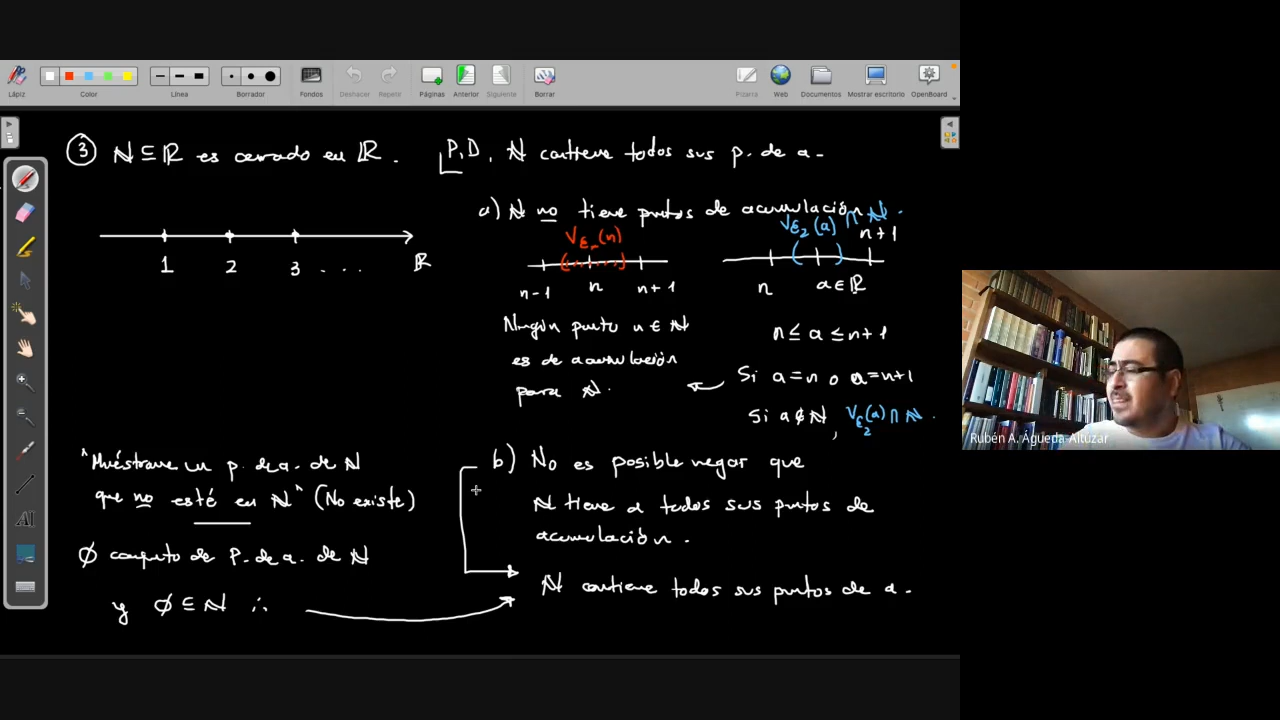 Lápiz Color Línea Borrador Fondos Deshacer Repetir Páginas Anterior Siguiente Borrar Pizarra Web Documentos Mostrar escritorio OpenBoard
③ ℕ ⊆ ℝ es cerrado en ℝ.
P.D. ℕ contiene todos sus p. de a.
a) ℕ no tiene puntos de acumulación.
1 2 3 ... ℝ
n-1 n n+1
Ningún punto n ∈ ℕ
es de acumulación
para ℕ.
V_ε₂(a) ∩ ℕ
n+1
n a ∈ ℝ
n ≤ a ≤ n+1
Si a = n o a = n+1
Si a ∉ ℕ, V_ε₂(a) ∩ ℕ.
"Muéstrame un p. de a. de ℕ
que no esté en ℕ" (No existe)
∅ conjunto de P. de a. de ℕ
y ∅ ⊆ ℕ ∴
b) No es posible negar que
ℕ tiene a todos sus puntos de
acumulación.
ℕ contiene todos sus puntos de a.
Rubén A. Águeda Altúzar